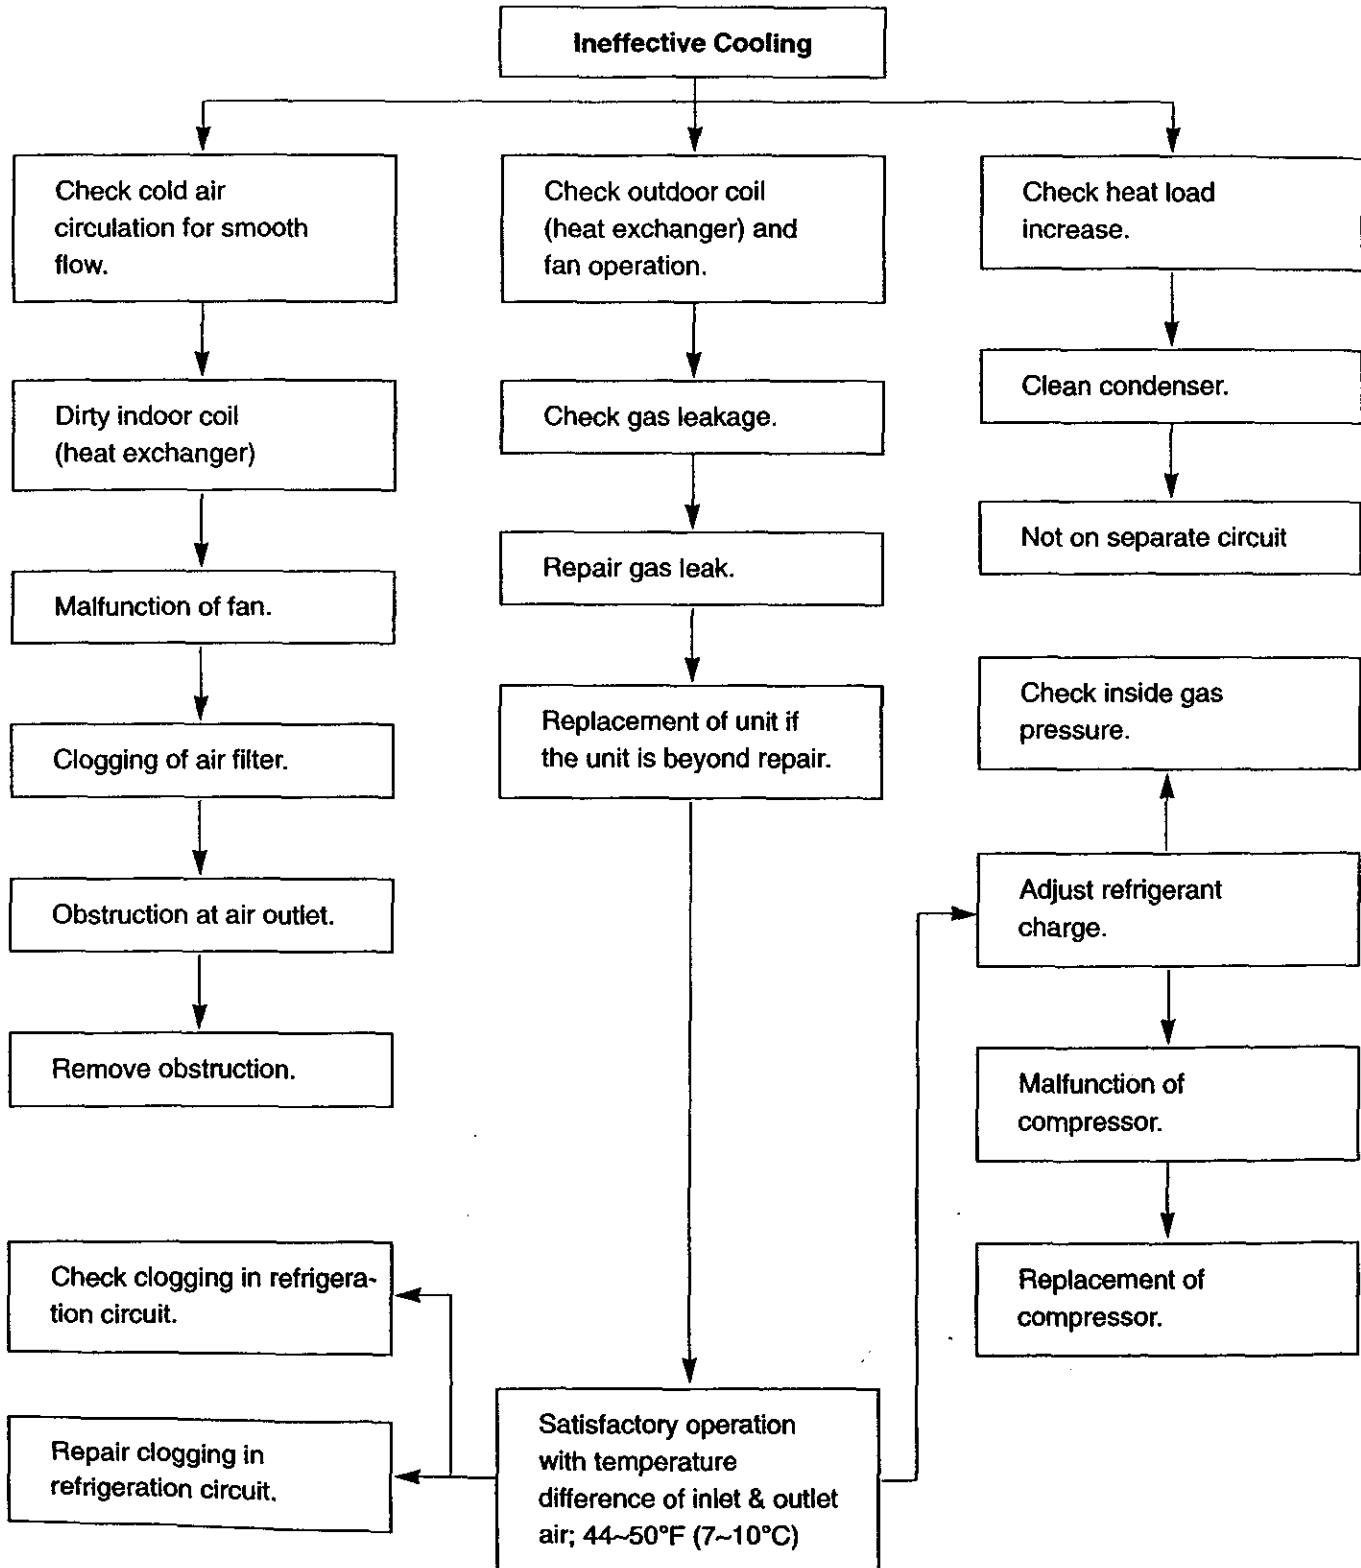 Ineffective Cooling
Check cold air
circulation for smooth
flow.
Dirty indoor coil
(heat exchanger)
Malfunction of fan.
Clogging of air filter.
Obstruction at air outlet.
Remove obstruction.
Check clogging in refrigera-
tion circuit.
Repair clogging in
refrigeration circuit.
Check outdoor coil
(heat exchanger) and
fan operation.
Check gas leakage.
Repair gas leak.
Replacement of unit if
the unit is beyond repair.
Satisfactory operation
with temperature
difference of inlet & outlet
air; 44~50°F (7~10°C)
Check heat load
increase.
Clean condenser.
Not on separate circuit
Check inside gas
pressure.
Adjust refrigerant
charge.
Malfunction of
compressor.
Replacement of
compressor.